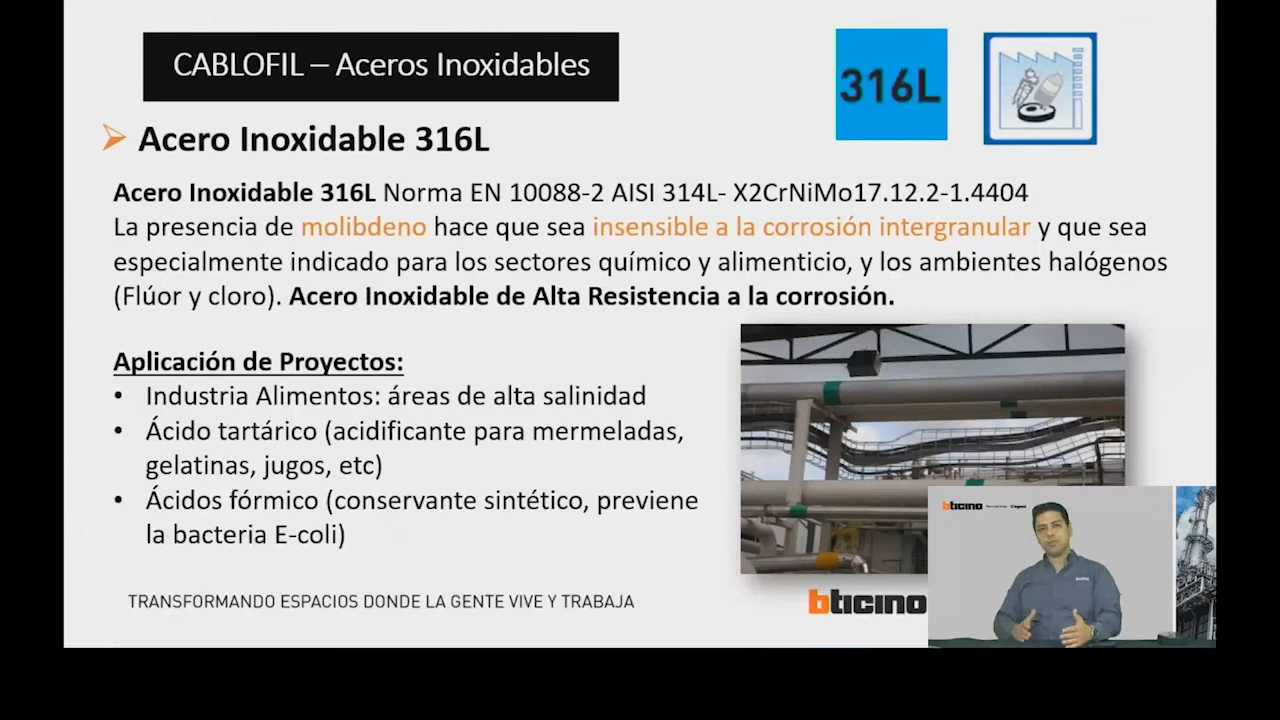 CABLOFIL – Aceros Inoxidables
316L
Acero Inoxidable 316L
Acero Inoxidable 316L Norma EN 10088-2 AISI 314L- X2CrNiMo17.12.2-1.4404
La presencia de molibdeno hace que sea insensible a la corrosión intergranular y que sea
especialmente indicado para los sectores químico y alimenticio, y los ambientes halógenos
(Flúor y cloro). Acero Inoxidable de Alta Resistencia a la corrosión.
Aplicación de Proyectos:
• Industria Alimentos: áreas de alta salinidad
• Ácido tartárico (acidificante para mermeladas,
gelatinas, jugos, etc)
• Ácidos fórmico (conservante sintético, previene
la bacteria E-coli)
TRANSFORMANDO ESPACIOS DONDE LA GENTE VIVE Y TRABAJA
bticino
bticino